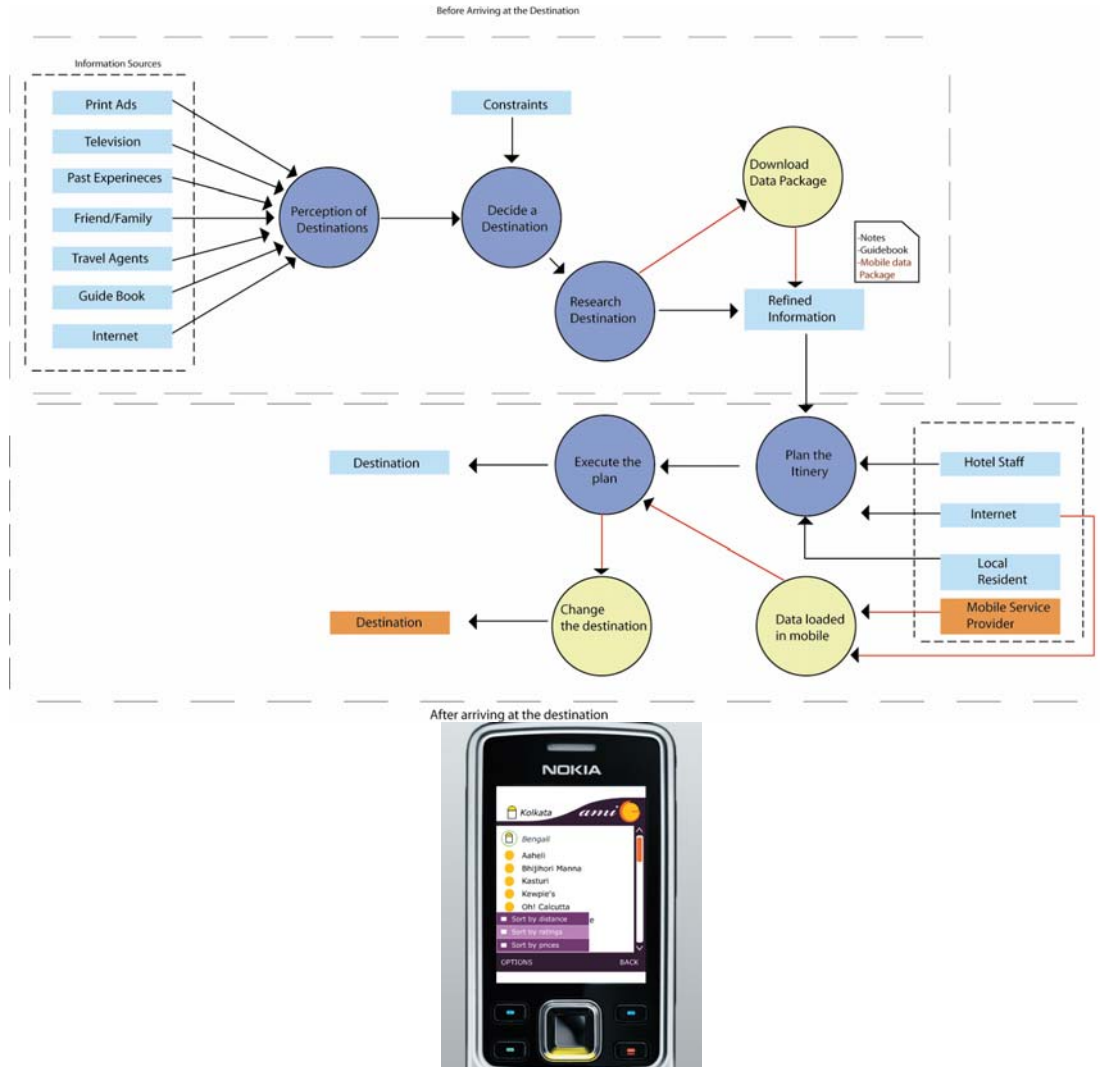 Before Arriving at the Destination
Information Sources
Print Ads
Television
Past Experineces
Friend/Family
Travel Agents
Guide Book
Internet
Perception of
Destinations
Constraints
Decide a
Destination
Research
Destination
Download
Data Package
-Notes
-Guidebook
-Mobile data
Package
Refined
Information
Destination
Execute the
plan
Plan the
Itinery
Hotel Staff
Internet
Local
Resident
Mobile Service
Provider
Destination
Change
the destination
Data loaded
in mobile
After arriving at the destination
NOKIA
Kolkata
ami
Bengali
Aaheli
Bhijihori Manna
Kasturi
Kewpie's
Oh! Calcutta
e
Sort by distance
Sort by ratings
Sort by prices
OPTIONS
BACK